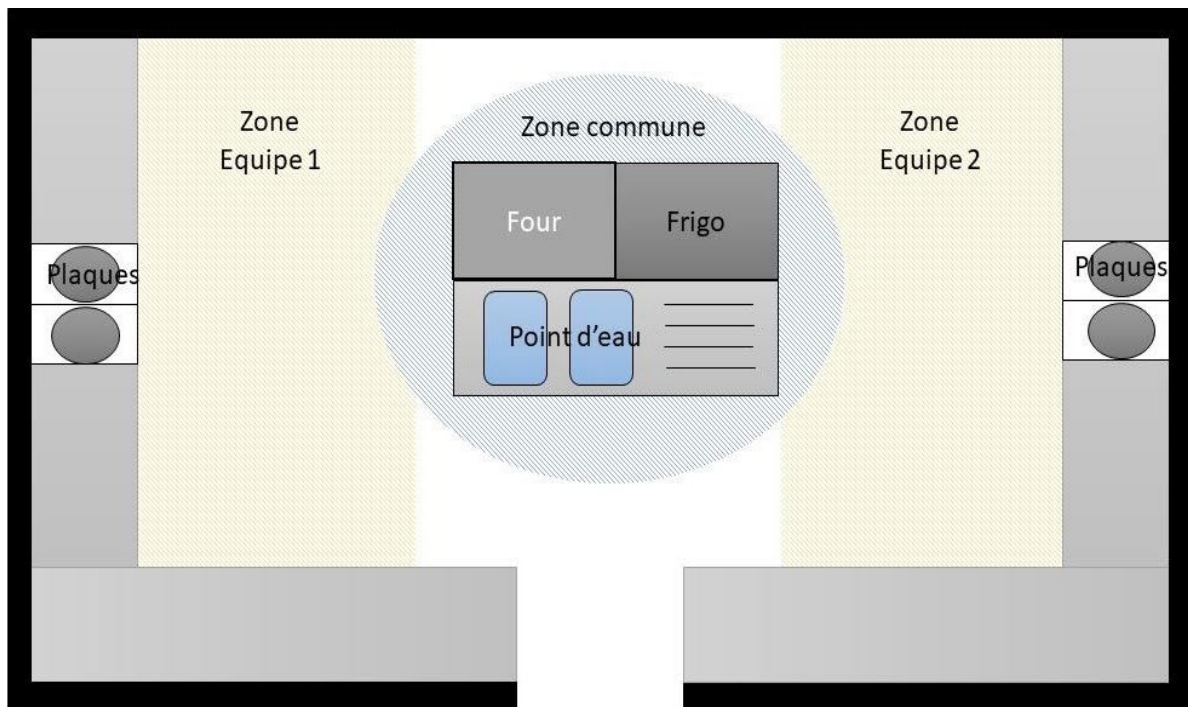 Zone
Equipe 1
Zone commune
Zone
Equipe 2
Four
Frigo
Plaques
Plaques
Point d'eau